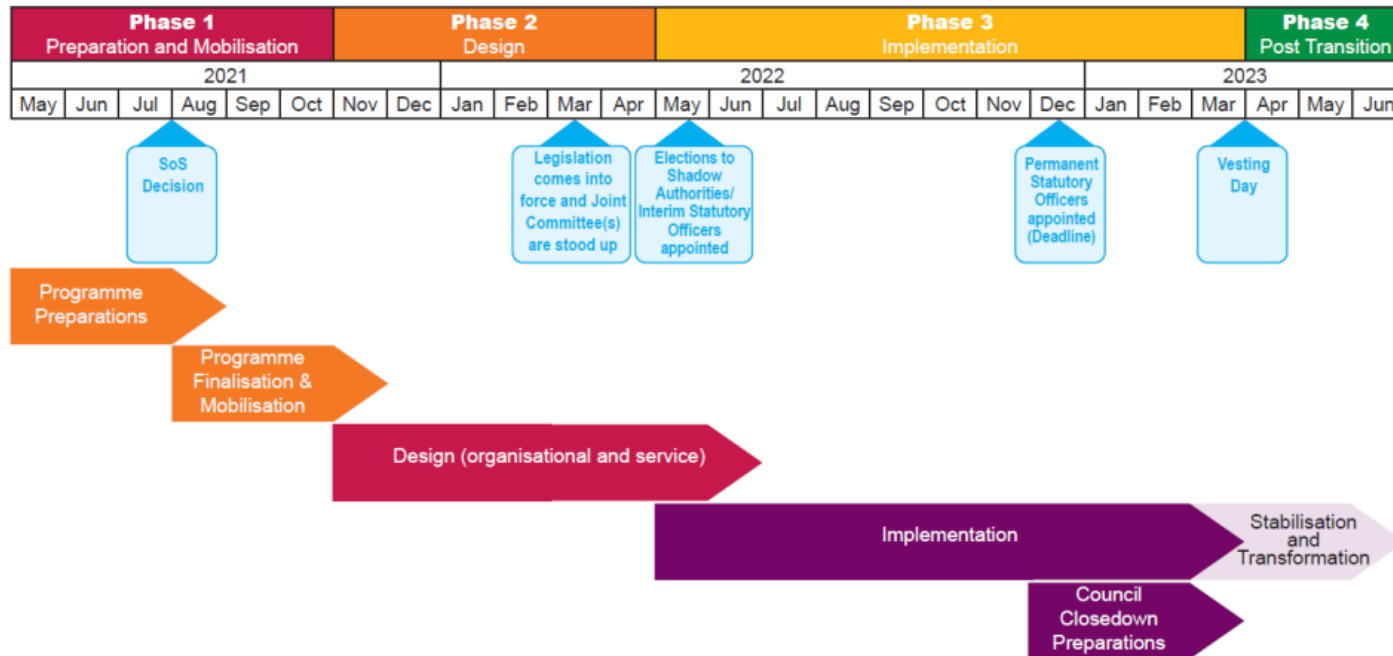 Phase 1
Preparation and Mobilisation
Phase 2
Design
Phase 3
Implementation
Phase 4
Post Transition
2021
2022
2023
May Jun Jul Aug Sep Oct Nov Dec Jan Feb Mar Apr May Jun Jul Aug Sep Oct Nov Dec Jan Feb Mar Apr May Jun
SoS
Decision
Legislation
comes into
force and Joint
Committee(s)
are stood up
Elections to
Shadow
Authorities/
Interim Statutory
Officers
appointed
Permanent
Statutory
Officers
appointed
(Deadline)
Vesting
Day
Programme
Preparations
Programme
Finalisation &
Mobilisation
Design (organisational and service)
Implementation
Stabilisation
and
Transformation
Council
Closedown
Preparations